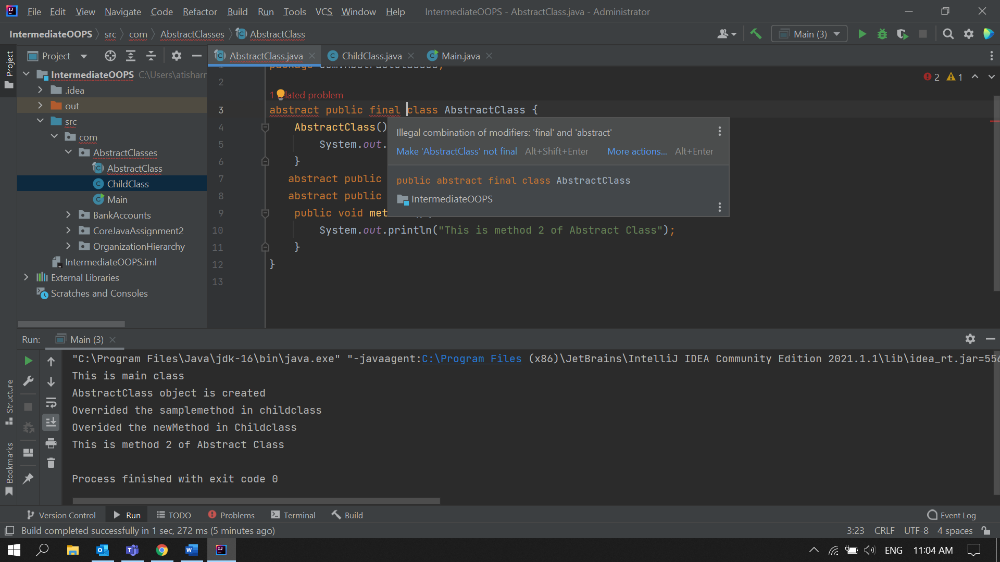 File Edit View Navigate Code Refactor Build Run Tools VCS Window Help IntermediateOOPS - AbstractClass.java - Administrator
IntermediateOOPS src com AbstractClasses AbstractClass Main (3)
Project Project AbstractClass.java ChildClass.java Main.java
IntermediateOOPS C:\Users\atisharr
.idea
out
src
com
AbstractClasses
AbstractClass
ChildClass
Main
BankAccounts
CoreJavaAssignment2
OrganizationHierarchy
IntermediateOOPS.iml
External Libraries
Scratches and Consoles
1 package com.AbstractClasses;
2
2 1
1 problem
3 abstract public final class AbstractClass {
4 AbstractClass()
5 System.out.
6 }
7 abstract public
8 abstract public
9 public void met
10 System.out.println("This is method 2 of Abstract Class");
11 }
12 }
13
Illegal combination of modifiers: 'final' and 'abstract'
Make 'AbstractClass' not final Alt+Shift+Enter More actions... Alt+Enter
public abstract final class AbstractClass
IntermediateOOPS
Run: Main (3)
"C:\Program Files\Java\jdk-16\bin\java.exe" "-javaagent:C:\Program Files (x86)\JetBrains\IntelliJ IDEA Community Edition 2021.1.1\lib\idea_rt.jar=556
This is main class
AbstractClass object is created
Overrided the samplemethod in childclass
Overided the newMethod in Childclass
This is method 2 of Abstract Class
Process finished with exit code 0
Structure
Bookmarks
Version Control Run TODO Problems Terminal Build Event Log
Build completed successfully in 1 sec, 272 ms (5 minutes ago) 3:23 CRLF UTF-8 4 spaces
ENG 11:04 AM